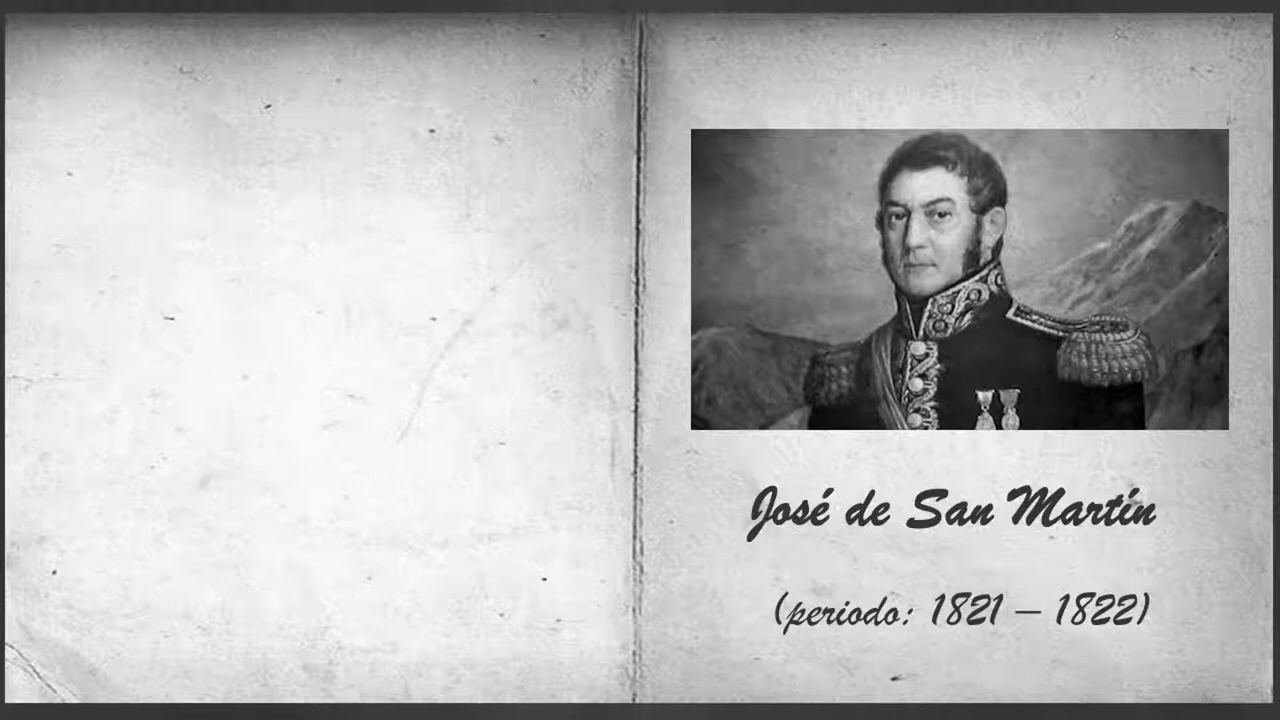 José de San Martín
(periodo: 1821 – 1822)